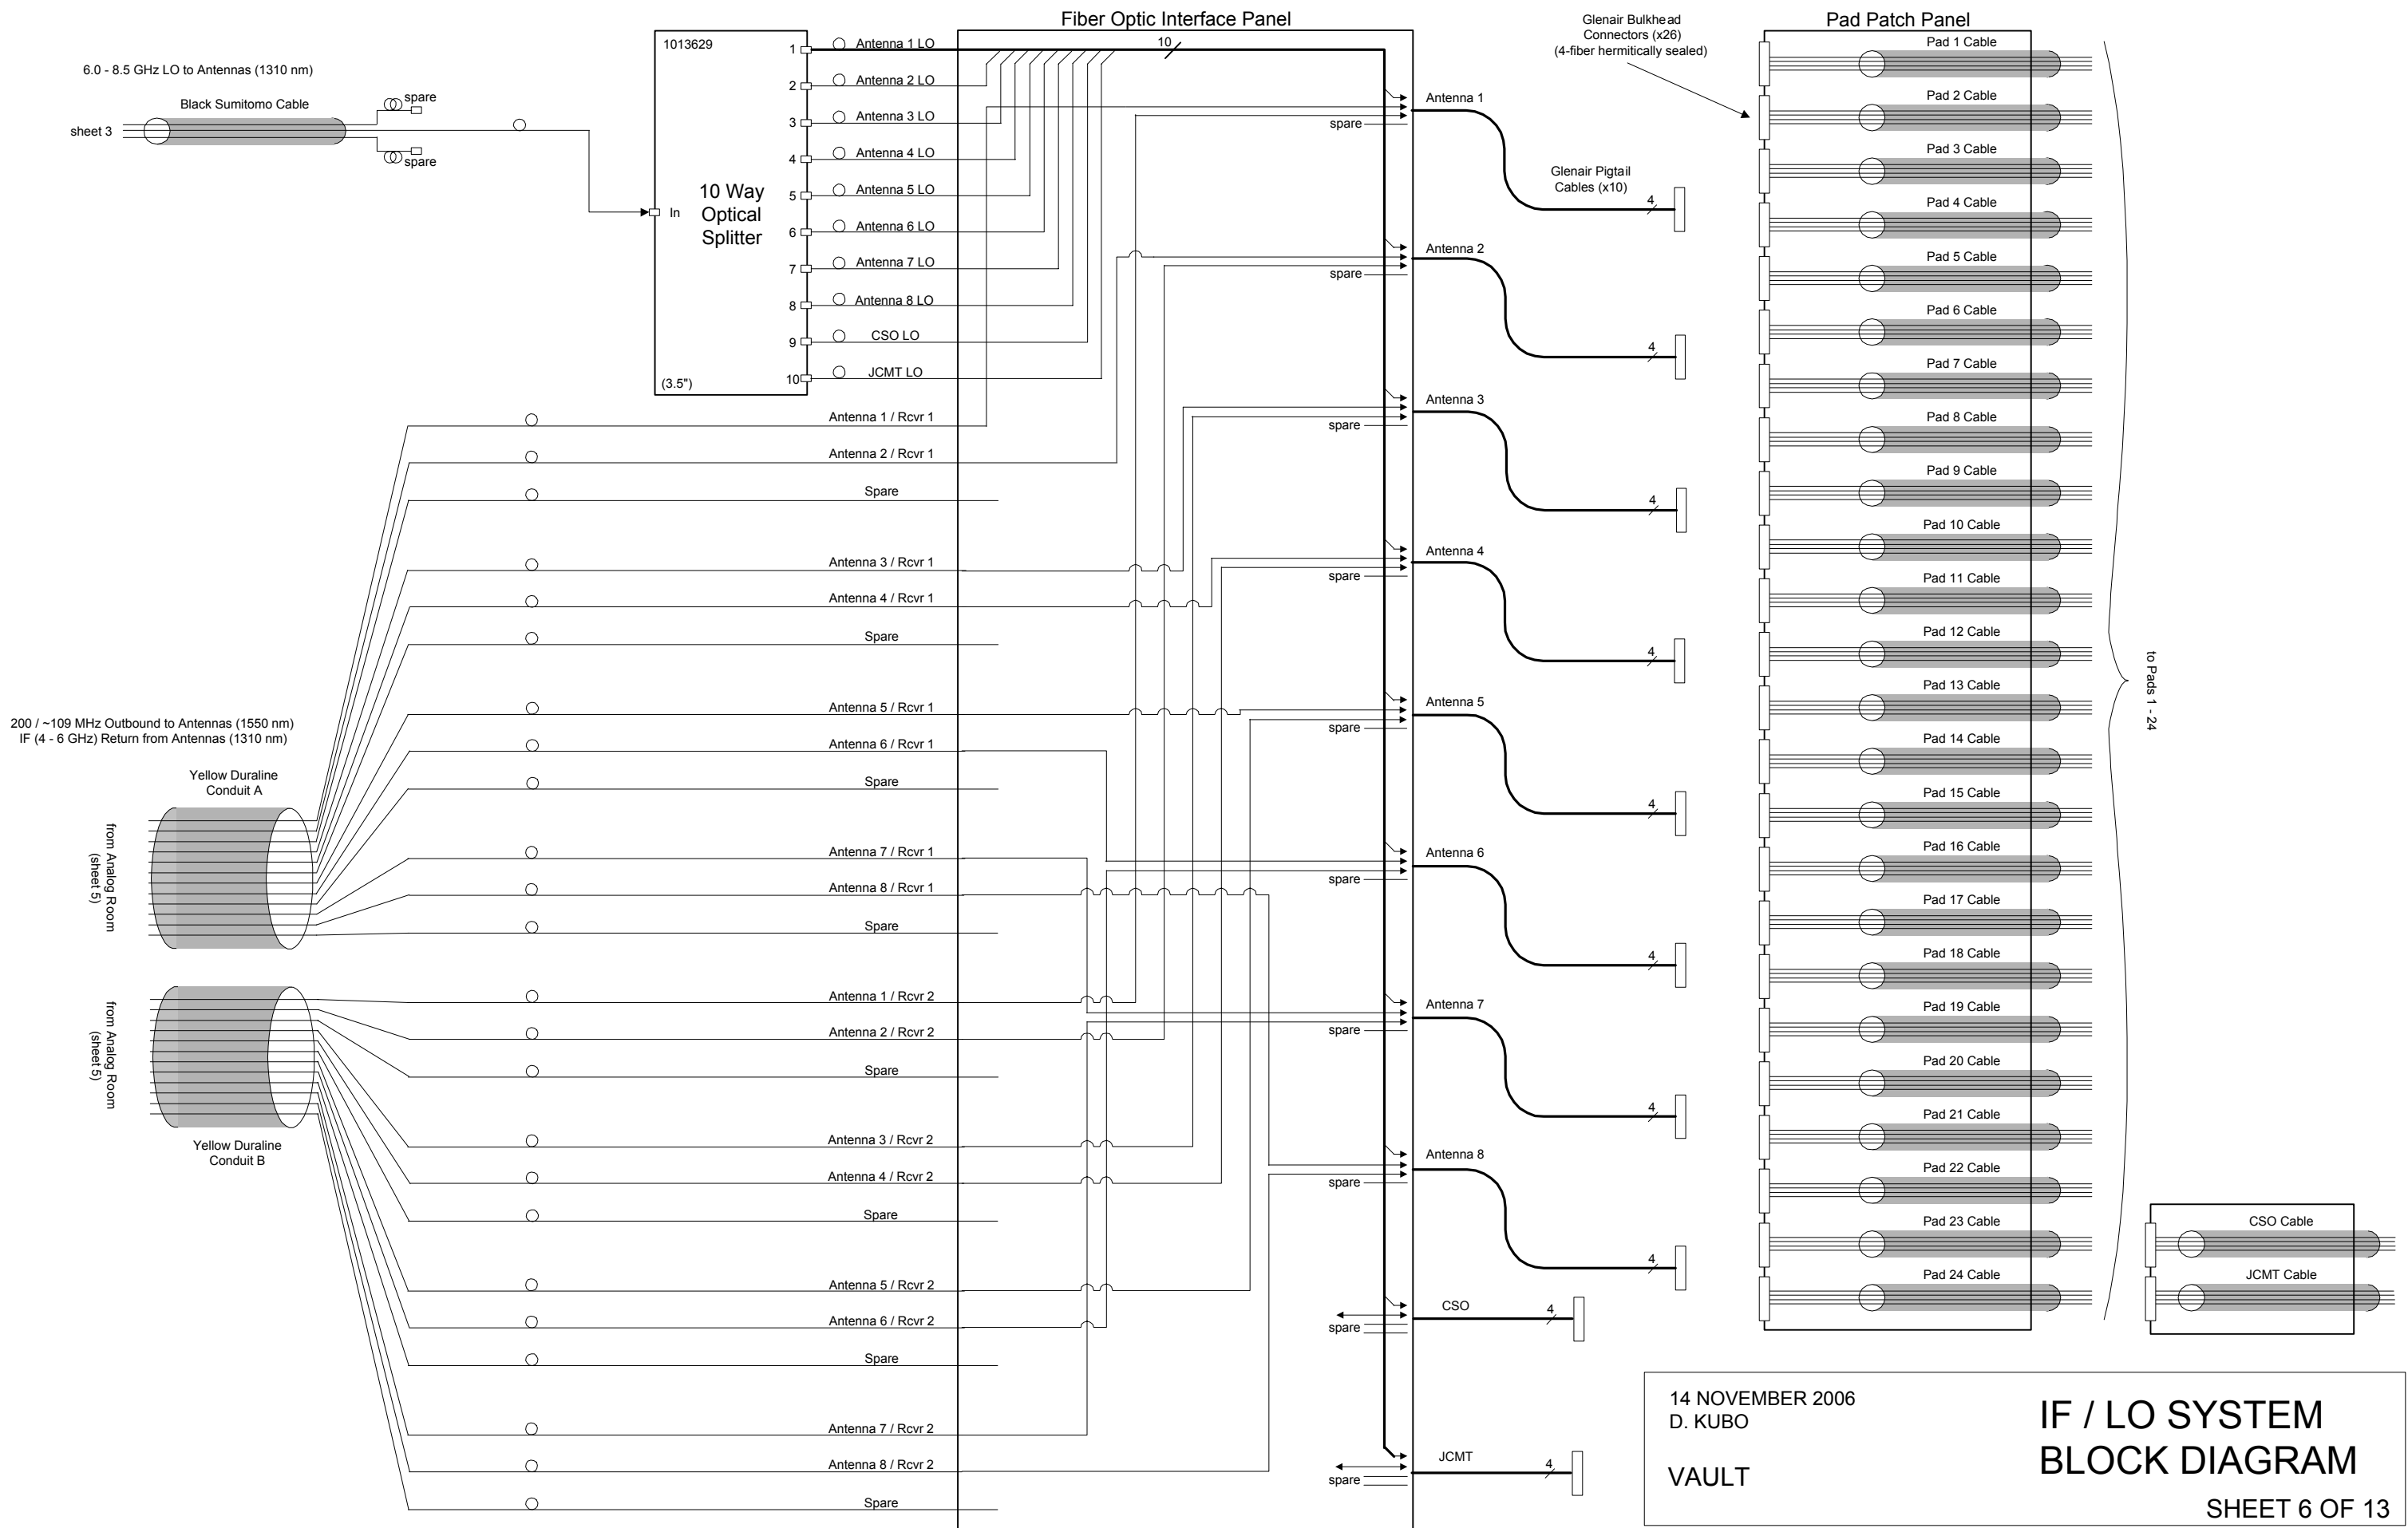 Fiber Optic Interface Panel
Glenair Bulkhead
Connectors (x26)
(4-fiber hermitically sealed)
Pad Patch Panel
6.0 - 8.5 GHz LO to Antennas (1310 nm)
Black Sumitomo Cable
sheet 3
spare
spare
1013629
10 Way
Optical
Splitter
In
(3.5")
1
2
3
4
5
6
7
8
9
10
Antenna 1 LO
Antenna 2 LO
Antenna 3 LO
Antenna 4 LO
Antenna 5 LO
Antenna 6 LO
Antenna 7 LO
Antenna 8 LO
CSO LO
JCMT LO
10
Antenna 1 / Rcvr 1
Antenna 2 / Rcvr 1
Spare
Antenna 3 / Rcvr 1
Antenna 4 / Rcvr 1
Spare
Antenna 5 / Rcvr 1
Antenna 6 / Rcvr 1
Spare
Antenna 7 / Rcvr 1
Antenna 8 / Rcvr 1
Spare
200 / ~109 MHz Outbound to Antennas (1550 nm)
IF (4 - 6 GHz) Return from Antennas (1310 nm)
Yellow Duraline
Conduit A
from Analog Room
(sheet 5)
from Analog Room
(sheet 5)
Yellow Duraline
Conduit B
Antenna 1 / Rcvr 2
Antenna 2 / Rcvr 2
Spare
Antenna 3 / Rcvr 2
Antenna 4 / Rcvr 2
Spare
Antenna 5 / Rcvr 2
Antenna 6 / Rcvr 2
Spare
Antenna 7 / Rcvr 2
Antenna 8 / Rcvr 2
Spare
Antenna 1
spare
Glenair Pigtail
Cables (x10)
4
Antenna 2
spare
4
Antenna 3
spare
4
Antenna 4
spare
4
Antenna 5
spare
4
Antenna 6
spare
4
Antenna 7
spare
4
Antenna 8
spare
4
CSO
spare
4
JCMT
spare
4
Pad 1 Cable
Pad 2 Cable
Pad 3 Cable
Pad 4 Cable
Pad 5 Cable
Pad 6 Cable
Pad 7 Cable
Pad 8 Cable
Pad 9 Cable
Pad 10 Cable
Pad 11 Cable
Pad 12 Cable
Pad 13 Cable
Pad 14 Cable
Pad 15 Cable
Pad 16 Cable
Pad 17 Cable
Pad 18 Cable
Pad 19 Cable
Pad 20 Cable
Pad 21 Cable
Pad 22 Cable
Pad 23 Cable
Pad 24 Cable
to Pads 1 - 24
CSO Cable
JCMT Cable
14 NOVEMBER 2006
D. KUBO
VAULT
IF / LO SYSTEM
BLOCK DIAGRAM
SHEET 6 OF 13